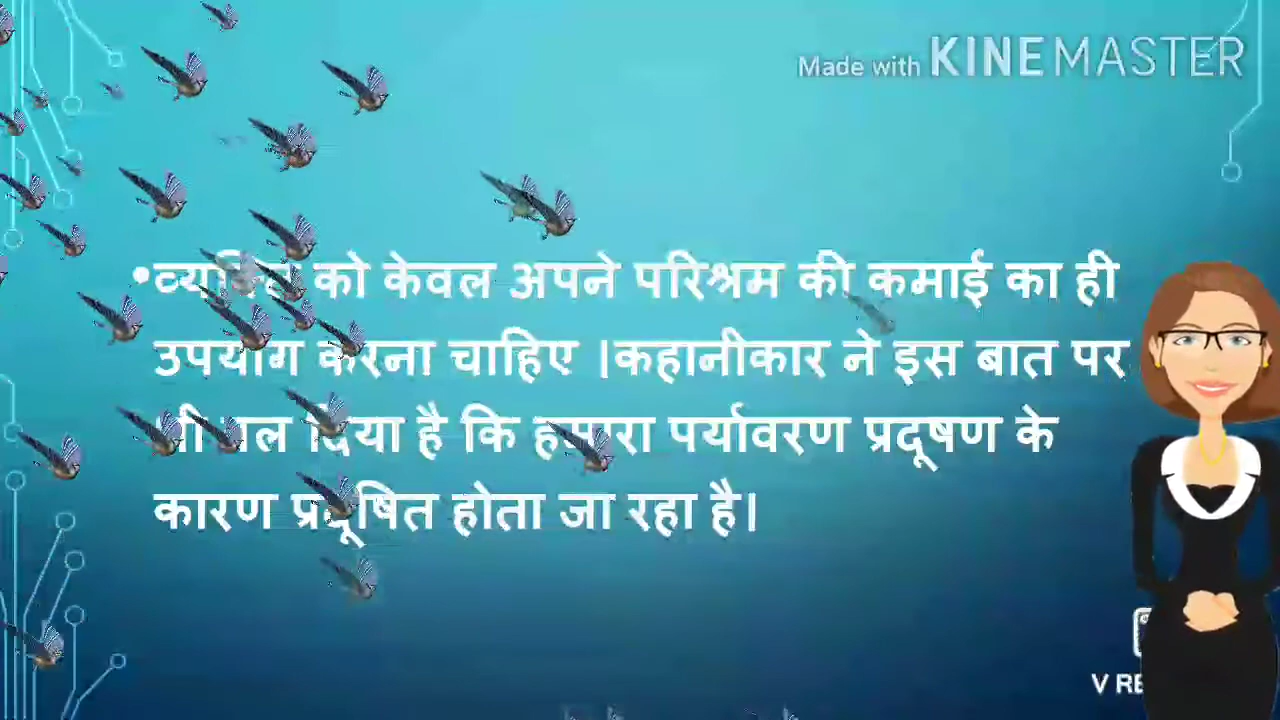 Made with KINEMASTER
•व्यक्ति को केवल अपने परिश्रम की कमाई का ही
उपयोग करना चाहिए ।कहानीकार ने इस बात पर
दिया है कि हमारा पर्यावरण प्रदूषण के
कारण प्रदूषित होता जा रहा है।
V